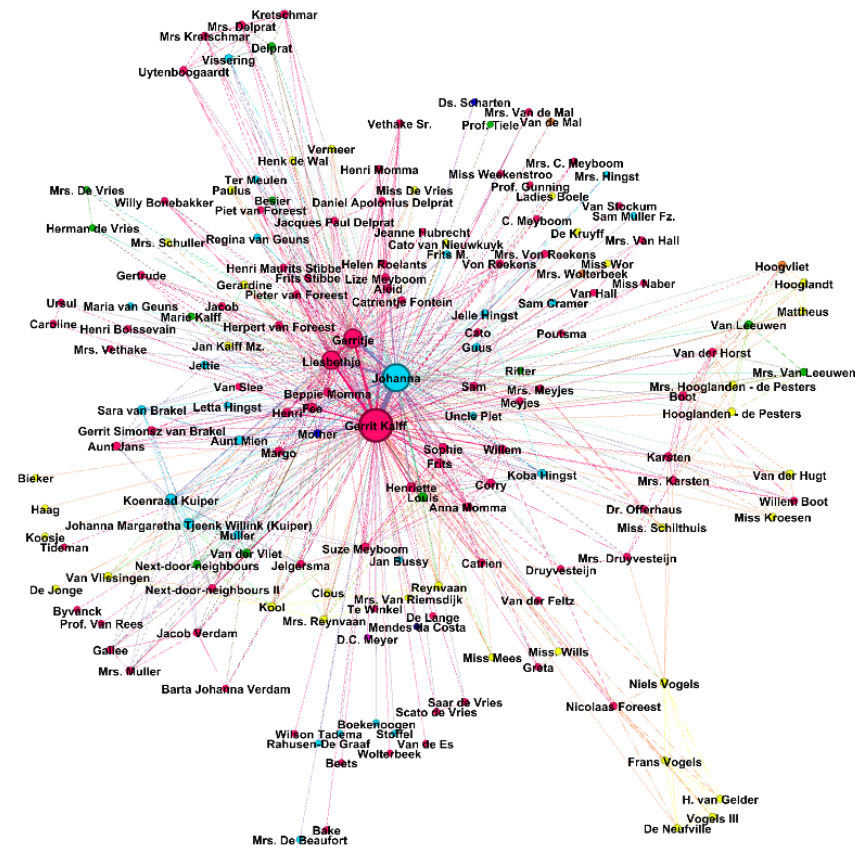 Kretschmar
Mrs. Delprat
Mrs Kretschmar
Delprat
Vissering
Uytenboogaardt
Ds. Scharten
Mrs. Van de Mal
Vethake Sr.
Prof. Tiele
Van de Mal
Vermeer
Henk de Wal
Mrs. C. Meyboom
Henri Momma
Miss Weekenstroo
Mrs. Hingst
Ter Meulen
Prof. Gunning
Mrs. De Vries
Paulus
Miss De Vries
Ladies Boele
Willy Bonebakker
Besier
Daniel Apolonius Delprat
Van Stockum
Piet van Foreest
Sam Muller Fz.
Jacques Paul Delprat
C. Meyboom
Herman de Vries
Jeanne Hubrecht
De Kruyff
Regina van Geuns
Mrs. Schuller
Cato van Nieuwkuyk
Mrs. Van Hall
Frits M.
Mrs. Von Reekens
Helen Roelants
Von Reekens
Miss Wor
Hoogvliet
Henri Maurits Stibbe
Mrs. Wolterbeek
Gertrude
Frits Stibbe
Lize Meyboom
Miss Naber
Hooglandt
Gerardine
Aleid
Pieter van Foreest
Van Hall
Catrientje Fontein
Sam Cramer
Ursul
Maria van Geuns
Jacob
Mattheus
Marie Kalff
Jelle Hingst
Caroline
Henri Boissevain
Herpert van Foreest
Van Leeuwen
Cato
Poutsma
Gerritje
Jan Kalff Mz.
Guus
Mrs. Vethake
Van der Horst
Liesbethje
Jettie
Ritter
Mrs. Van Leeuwen
Johanna
Van Slee
Sam
Mrs. Meyjes
Mrs. Hooglanden - de Pesters
Beppie Momma
Boot
Meyjes
Sara van Brakel
Letta Hingst
Henri
Fee
Uncle Piet
Hooglanden - de Pesters
Gerrit Kalff
Gerrit Simonsz van Brakel
Mother
Aunt Mien
Aunt Jans
Margo
Sophie
Willem
Karsten
Frits
Bieker
Koba Hingst
Van der Hugt
Mrs. Karsten
Henriette
Corry
Koenraad Kuiper
Louis
Willem Boot
Haag
Anna Momma
Dr. Offerhaus
Miss Kroesen
Johanna Margaretha Tjeenk Willink (Kuiper)
Miss. Schilthuis
Koosje
Muller
Tideman
Suze Meyboom
Van der Vliet
Jan Bussy
Catrien
Mrs. Druyvesteijn
Next-door-neighbours
Jelgersma
Druyvesteijn
Van Vlissingen
De Jonge
Next-door-neighbours II
Clous
Reynvaan
Mrs. Van Riemsdijk
Kool
Te Winkel
Van der Feltz
Byvanck
De Lange
Mrs. Reynvaan
Prof. Van Rees
Mendes da Costa
Jacob Verdam
D.C. Meyer
Gallee
Miss. Wills
Miss Mees
Greta
Mrs. Muller
Niels Vogels
Barta Johanna Verdam
Nicolaas Foreest
Saar de Vries
Scato de Vries
Boekenoogen
Wilson Tadema
Stoffel
Rahusen-De Graaf
Van de Es
Wolterbeek
Beets
Frans Vogels
H. van Gelder
Vogels III
De Neufville
Bake
Mrs. De Beaufort